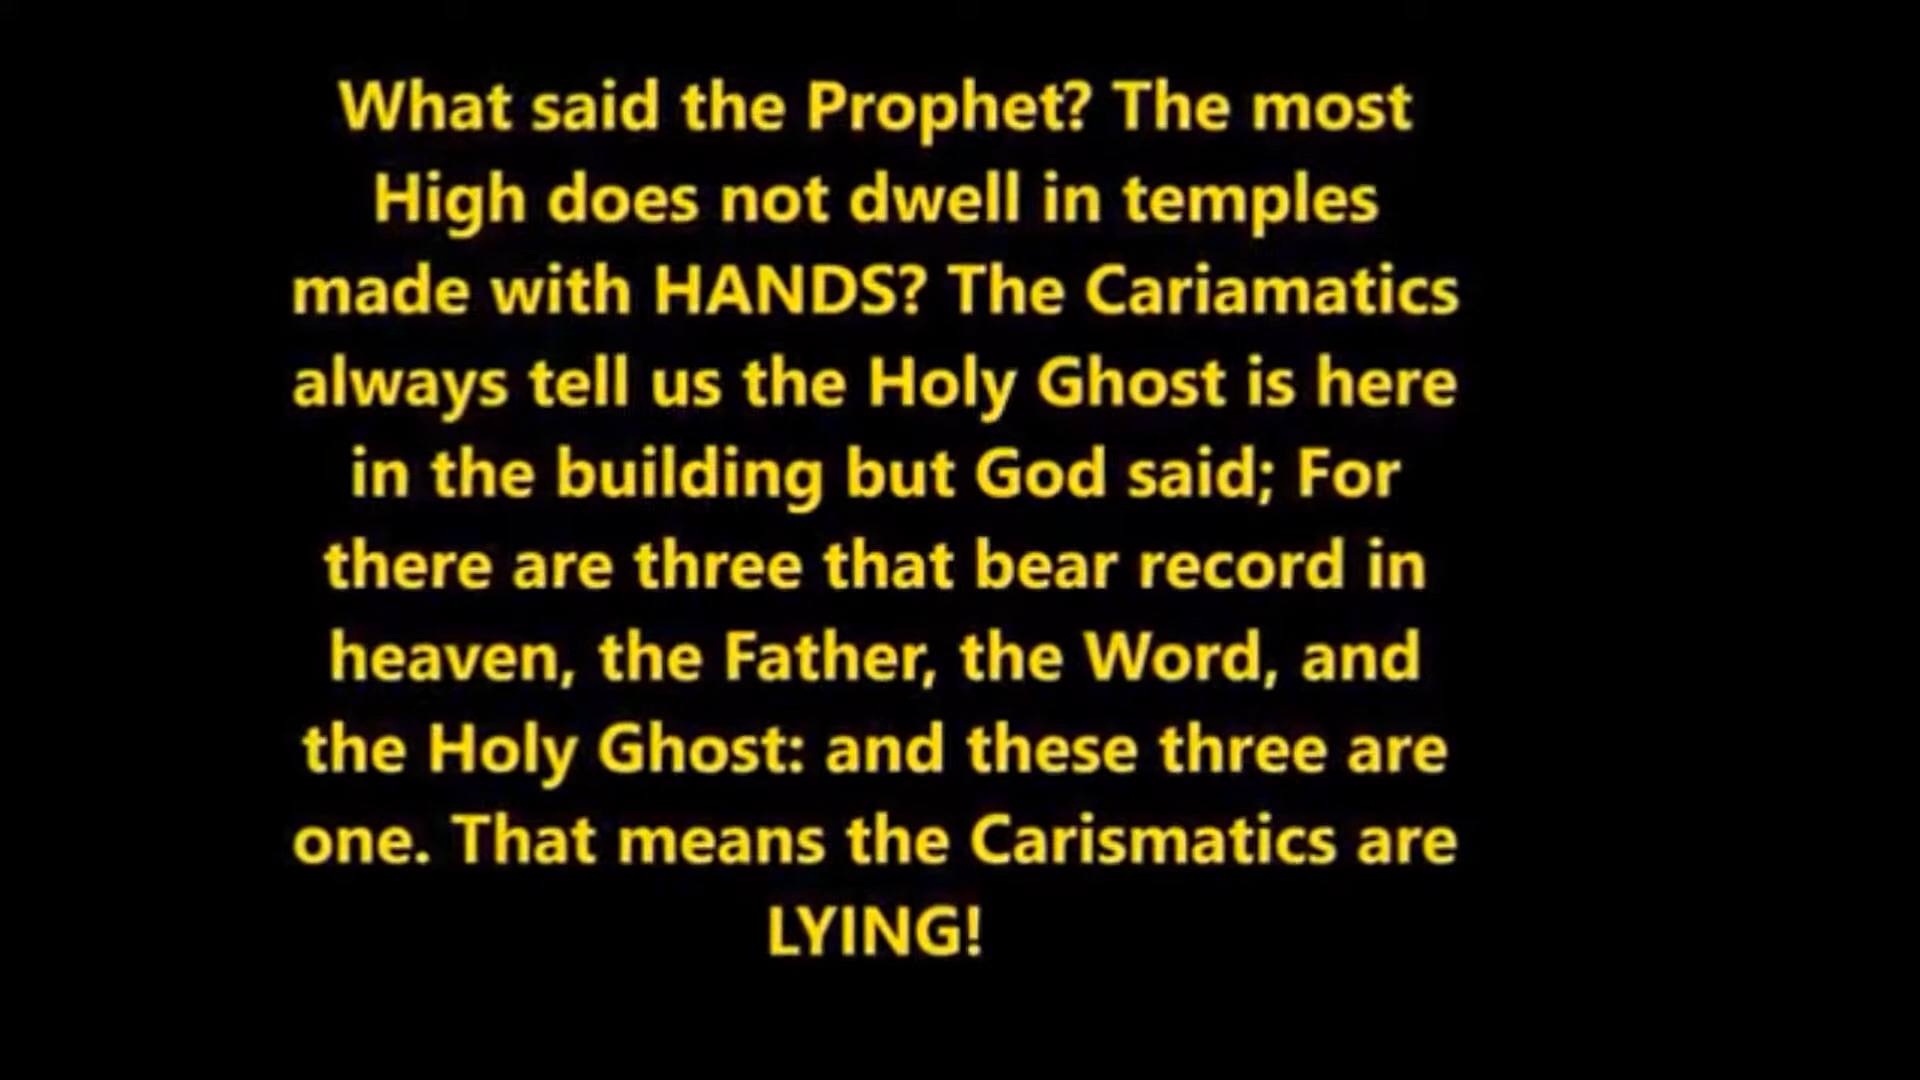 What said the Prophet? The most
High does not dwell in temples
made with HANDS? The Cariamatics
always tell us the Holy Ghost is here
in the building but God said; For
there are three that bear record in
heaven, the Father, the Word, and
the Holy Ghost: and these three are
one. That means the Carismatics are
LYING!